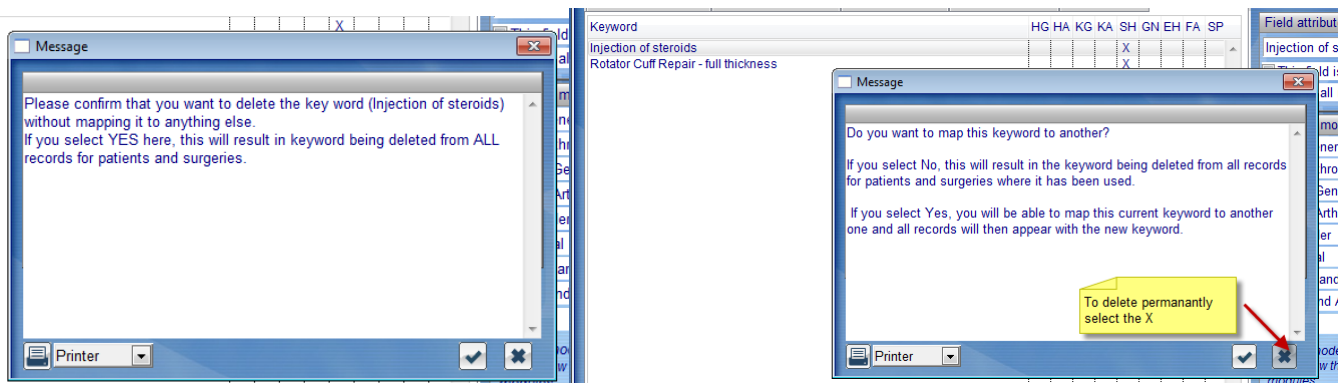 X
Message
Please confirm that you want to delete the key word (Injection of steroids)
without mapping it to anything else.
If you select YES here, this will result in keyword being deleted from ALL
records for patients and surgeries.
Printer
Keyword HG HA KG KA SH GN EH FA SP
Injection of steroids X
Rotator Cuff Repair - full thickness X
Message
Do you want to map this keyword to another?
If you select No, this will result in the keyword being deleted from all records
for patients and surgeries where it has been used.
If you select Yes, you will be able to map this current keyword to another
one and all records will then appear with the new keyword.
To delete permanantly
select the X
Printer
Field
Injection of
all